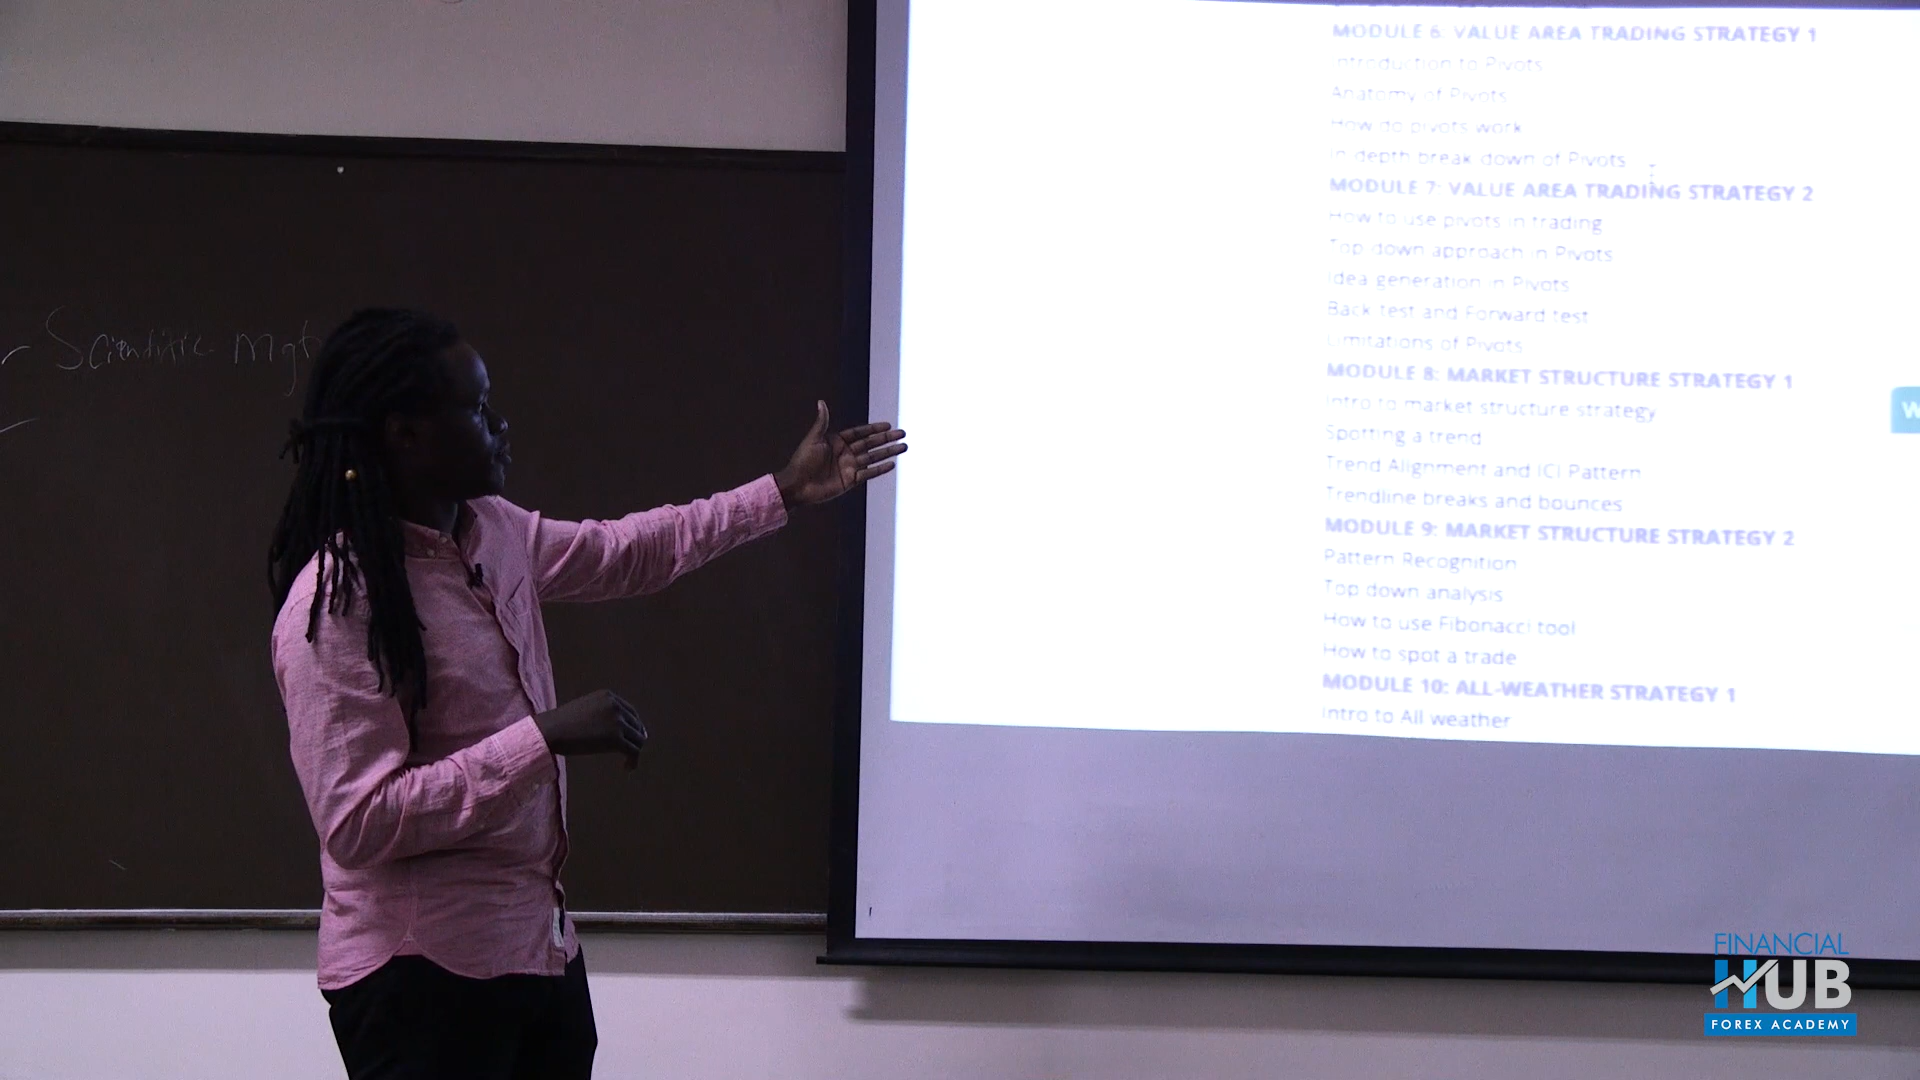 Scientific Mgt
MODULE 6: VALUE AREA TRADING STRATEGY 1
Introduction to Pivots
Anatomy of Pivots
How do pivots work
In depth break down of Pivots
MODULE 7: VALUE AREA TRADING STRATEGY 2
How to use pivots in trading
Top down approach in Pivots
Idea generation in Pivots
Back test and Forward test
Limitations of Pivots
MODULE 8: MARKET STRUCTURE STRATEGY 1
Intro to market structure strategy
Spotting a trend
Trend Alignment and ICI Pattern
Trendline breaks and bounces
MODULE 9: MARKET STRUCTURE STRATEGY 2
Pattern Recognition
Top down analysis
How to use Fibonacci tool
How to spot a trade
MODULE 10: ALL-WEATHER STRATEGY 1
Intro to All weather
W
FINANCIAL
HUB
FOREX ACADEMY